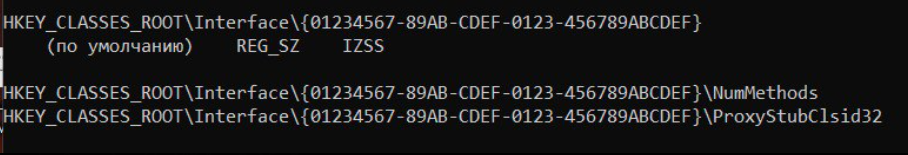 HKEY_CLASSES_ROOT\Interface\{01234567-89AB-CDEF-0123-456789ABCDEF}
(по умолчанию) REG_SZ IZSS
HKEY_CLASSES_ROOT\Interface\{01234567-89AB-CDEF-0123-456789ABCDEF}\NumMethods
HKEY_CLASSES_ROOT\Interface\{01234567-89AB-CDEF-0123-456789ABCDEF}\ProxyStubClsid32